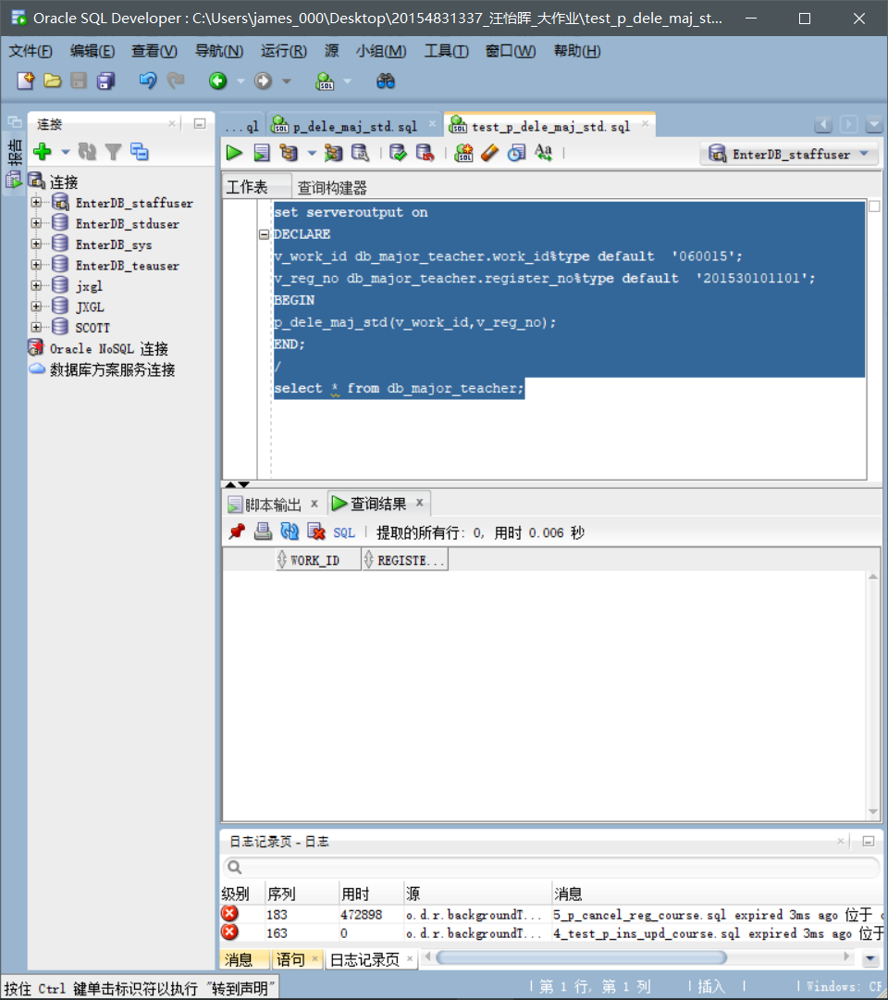 Oracle SQL Developer : C:\Users\james_000\Desktop\20154831337_汪怡晖_大作业\test_p_dele_maj_st...
文件(F) 编辑(E) 查看(V) 导航(N) 运行(R) 源 小组(M) 工具(T) 窗口(W) 帮助(H)
报告
连接
连接
EnterDB_staffuser
EnterDB_stduser
EnterDB_sys
EnterDB_teauser
jxgl
JXGL
SCOTT
Oracle NoSQL 连接
数据库方案服务连接
...ql p_dele_maj_std.sql test_p_dele_maj_std.sql
EnterDB_staffuser
工作表 查询构建器
set serveroutput on
DECLARE
v_work_id db_major_teacher.work_id%type default  '060015';
v_reg_no db_major_teacher.register_no%type default  '201530101101';
BEGIN
p_dele_maj_std(v_work_id,v_reg_no);
END;
/
select * from db_major_teacher;
脚本输出 x 查询结果 x
SQL | 提取的所有行: 0, 用时 0.006 秒
WORK_ID REGISTE...
日志记录页 - 日志
级别 序列 用时 源 消息
183 472898 o.d.r.backgroundT... 5_p_cancel_reg_course.sql expired 3ms ago 位于
163 0 o.d.r.backgroundT... 4_test_p_ins_upd_course.sql expired 3ms ago 位于
消息 语句 日志记录页
按住 Ctrl 键单击标识符以执行 "转到声明" | 第 1 行, 第 1 列 | 插入 | | Windows: CR